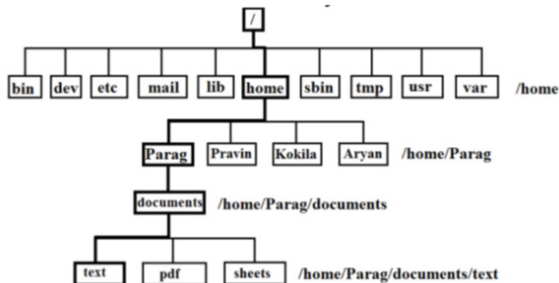 /
bin dev etc mail lib home sbin tmp usr var /home
Parag Pravin Kokila Aryan /home/Parag
documents /home/Parag/documents
text pdf sheets /home/Parag/documents/text